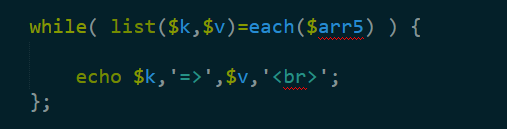 while( list($k,$v)=each($arr5) ) {
echo $k,'=>',$v,'<br>';
};